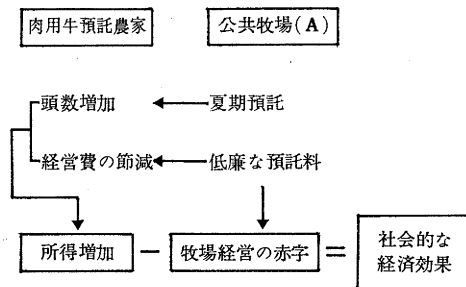 肉用牛預託農家
公共牧場(A)
頭数増加
夏期預託
経営費の節減
低廉な預託料
所得増加
−
牧場経営の赤字
=
社会的な
経済効果